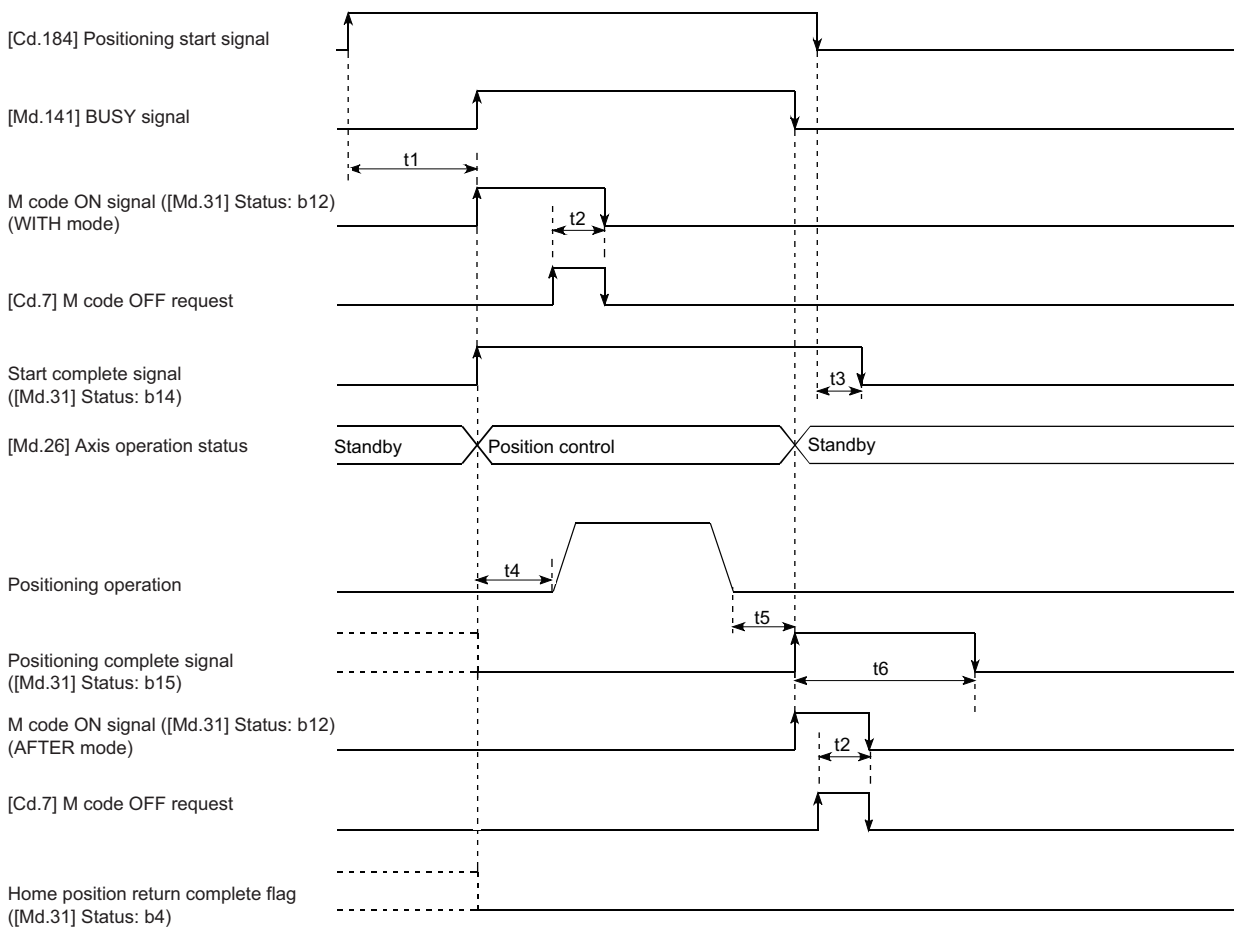 [Cd.184] Positioning start signal
[Md.141] BUSY signal
t1
M code ON signal ([Md.31] Status: b12)
(WITH mode)
t2
[Cd.7] M code OFF request
Start complete signal
([Md.31] Status: b14)
t3
[Md.26] Axis operation status
Standby
Position control
Standby
Positioning operation
t4
t5
Positioning complete signal
([Md.31] Status: b15)
t6
M code ON signal ([Md.31] Status: b12)
(AFTER mode)
t2
[Cd.7] M code OFF request
Home position return complete flag
([Md.31] Status: b4)